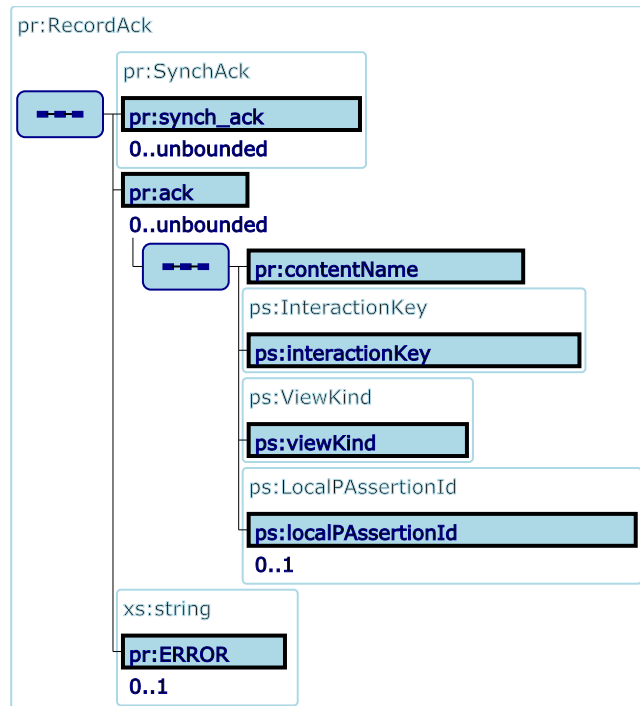 pr:RecordAck
pr:SynchAck
pr:synch_ack
0..unbounded
pr:ack
0..unbounded
pr:contentName
ps:InteractionKey
ps:interactionKey
ps:ViewKind
ps:viewKind
ps:LocalPAssertionId
ps:localPAssertionId
0..1
xs:string
pr:ERROR
0..1